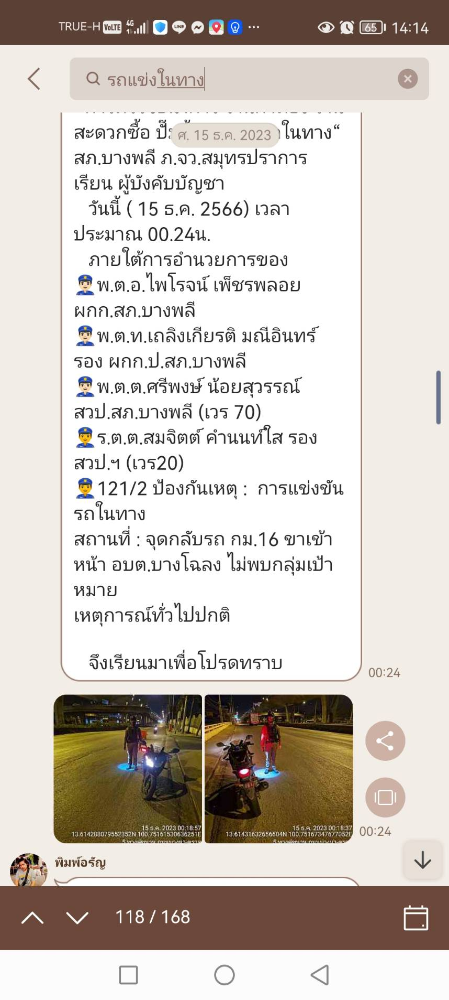 TRUE-H VoLTE 4G LINE 65 14:14
รถแข่งในทาง
ศ. 15 ธ.ค. 2023
สะดวกซื้อ ในทาง“
สภ.บางพลี ภ.จว.สมุทรปราการ
เรียน ผู้บังคับบัญชา
วันนี้ ( 15 ธ.ค. 2566) เวลา
ประมาณ 00.24น.
ภายใต้การอำนวยการของ
👮🏻พ.ต.อ.ไพโรจน์ เพ็ชรพลอย
ผกก.สภ.บางพลี
👮🏻พ.ต.ท.เถลิงเกียรติ มณีอินทร์
รอง ผกก.ป.สภ.บางพลี
👮🏻พ.ต.ต.ศรีพงษ์ น้อยสุวรรณ์
สวป.สภ.บางพลี (เวร 70)
👮ร.ต.ต.สมจิตต์ คำนนท์ใส รอง
สวป.ฯ (เวร20)
👮121/2 ป้องกันเหตุ : การแข่งขัน
รถในทาง
สถานที่ : จุดกลับรถ กม.16 ขาเข้า
หน้า อบต.บางโฉลง ไม่พบกลุ่มเป้า
หมาย
เหตุการณ์ทั่วไปปกติ
จึงเรียนมาเพื่อโปรดทราบ
00:24
15 ธ.ค. 2023 00:18:57
13.614288079552352N 100.75161530636251E
15 ธ.ค. 2023 00:18:37
13.61431632656604N 100.75167347677052E
00:24
พิมพ์อรัญ
118 / 168